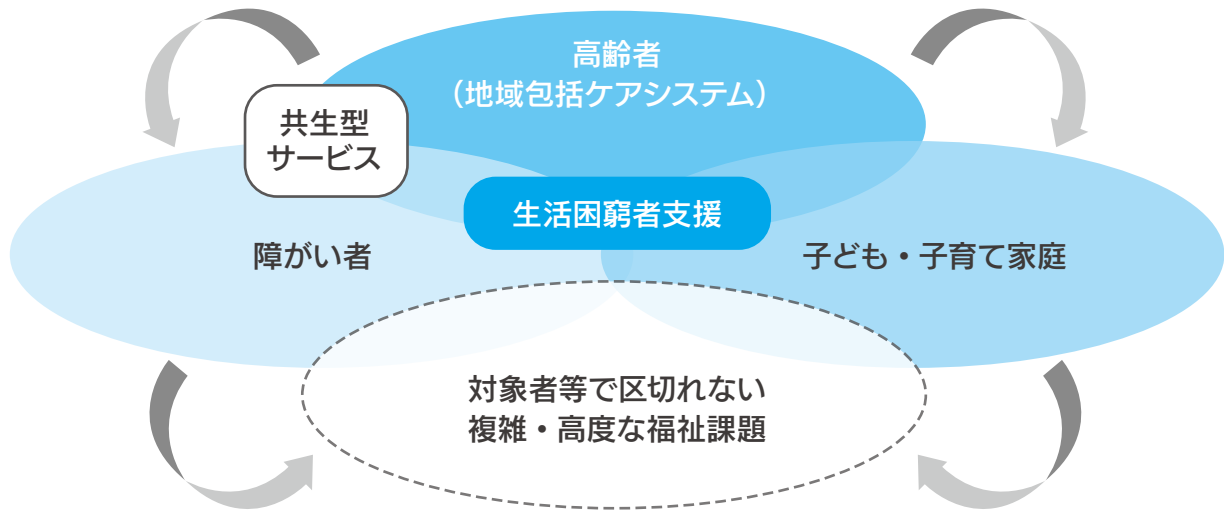 高齢者
（地域包括ケアシステム）
共生型
サービス
生活困窮者支援
障がい者
子ども・子育て家庭
対象者等で区切れない
複雑・高度な福祉課題